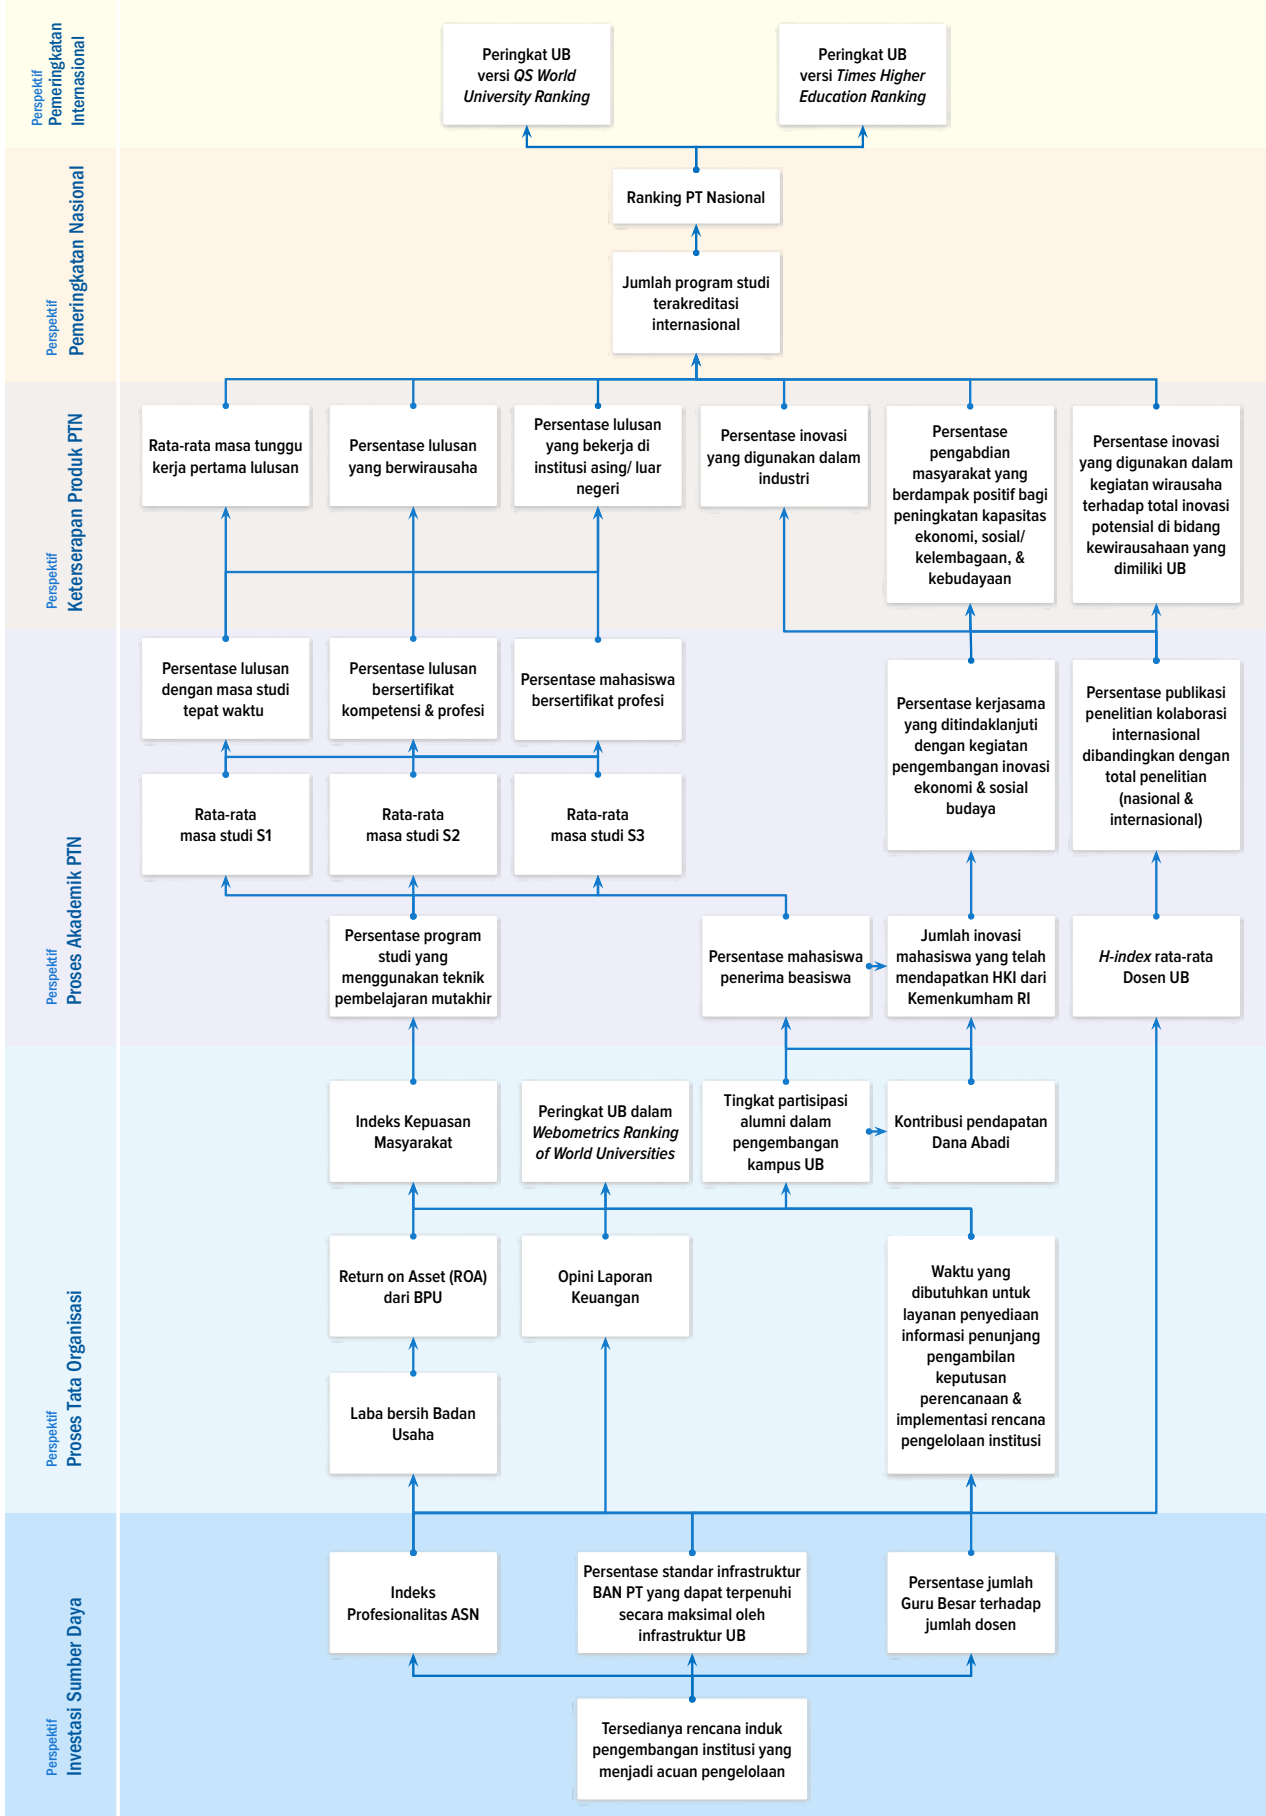 Perspektif
Pemeringkatan
Internasional
Peringkat UB
versi QS World
University Ranking
Peringkat UB
versi Times Higher
Education Ranking
Perspektif
Pemeringkatan Nasional
Ranking PT Nasional
Jumlah program studi
terakreditasi
internasional
Perspektif
Keterserapan Produk PTN
Rata-rata masa tunggu
kerja pertama lulusan
Persentase lulusan
yang berwirausaha
Persentase lulusan
yang bekerja di
institusi asing/ luar
negeri
Persentase inovasi
yang digunakan dalam
industri
Persentase
pengabdian
masyarakat yang
berdampak positif bagi
peningkatan kapasitas
ekonomi, sosial/
kelembagaan, &
kebudayaan
Persentase inovasi
yang digunakan dalam
kegiatan wirausaha
terhadap total inovasi
potensial di bidang
kewirausahaan yang
dimiliki UB
Perspektif
Proses Akademik PTN
Persentase lulusan
dengan masa studi
tepat waktu
Persentase lulusan
bersertifikat
kompetensi & profesi
Persentase mahasiswa
bersertifikat profesi
Persentase kerjasama
yang ditindaklanjuti
dengan kegiatan
pengembangan inovasi
ekonomi & sosial
budaya
Persentase publikasi
penelitian kolaborasi
internasional
dibandingkan dengan
total penelitian
(nasional &
internasional)
Rata-rata
masa studi S1
Rata-rata
masa studi S2
Rata-rata
masa studi S3
Persentase program
studi yang
menggunakan teknik
pembelajaran mutakhir
Persentase mahasiswa
penerima beasiswa
Jumlah inovasi
mahasiswa yang telah
mendapatkan HKI dari
Kemenkumham RI
H-index rata-rata
Dosen UB
Perspektif
Proses Tata Organisasi
Indeks Kepuasan
Masyarakat
Peringkat UB dalam
Webometrics Ranking
of World Universities
Tingkat partisipasi
alumni dalam
pengembangan
kampus UB
Kontribusi pendapatan
Dana Abadi
Return on Asset (ROA)
dari BPU
Opini Laporan
Keuangan
Waktu yang
dibutuhkan untuk
layanan penyediaan
informasi penunjang
pengambilan
keputusan
perencanaan &
implementasi rencana
pengelolaan institusi
Laba bersih Badan
Usaha
Perspektif
Investasi Sumber Daya
Indeks
Profesionalitas ASN
Persentase standar infrastruktur
BAN PT yang dapat terpenuhi
secara maksimal oleh
infrastruktur UB
Persentase jumlah
Guru Besar terhadap
jumlah dosen
Tersedianya rencana induk
pengembangan institusi yang
menjadi acuan pengelolaan